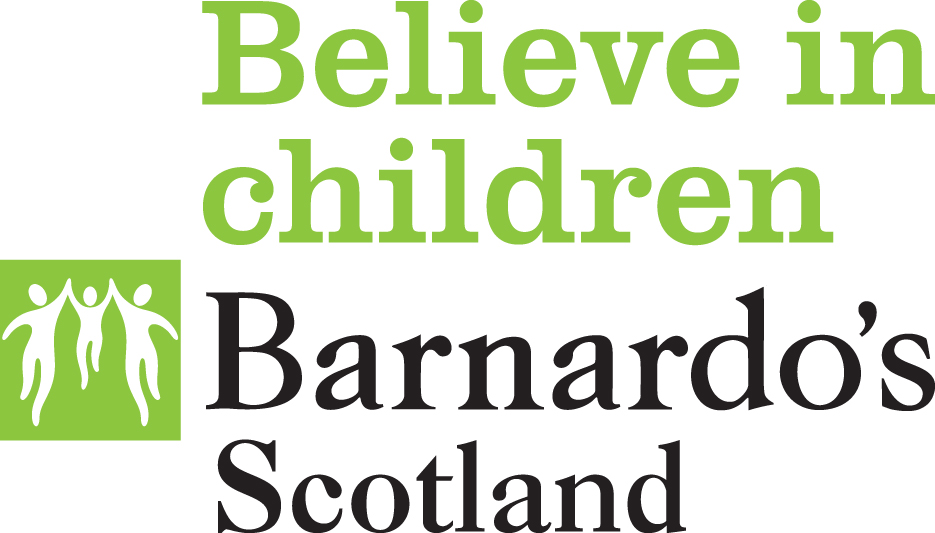 Believe in
children
Barnardo’s
Scotland